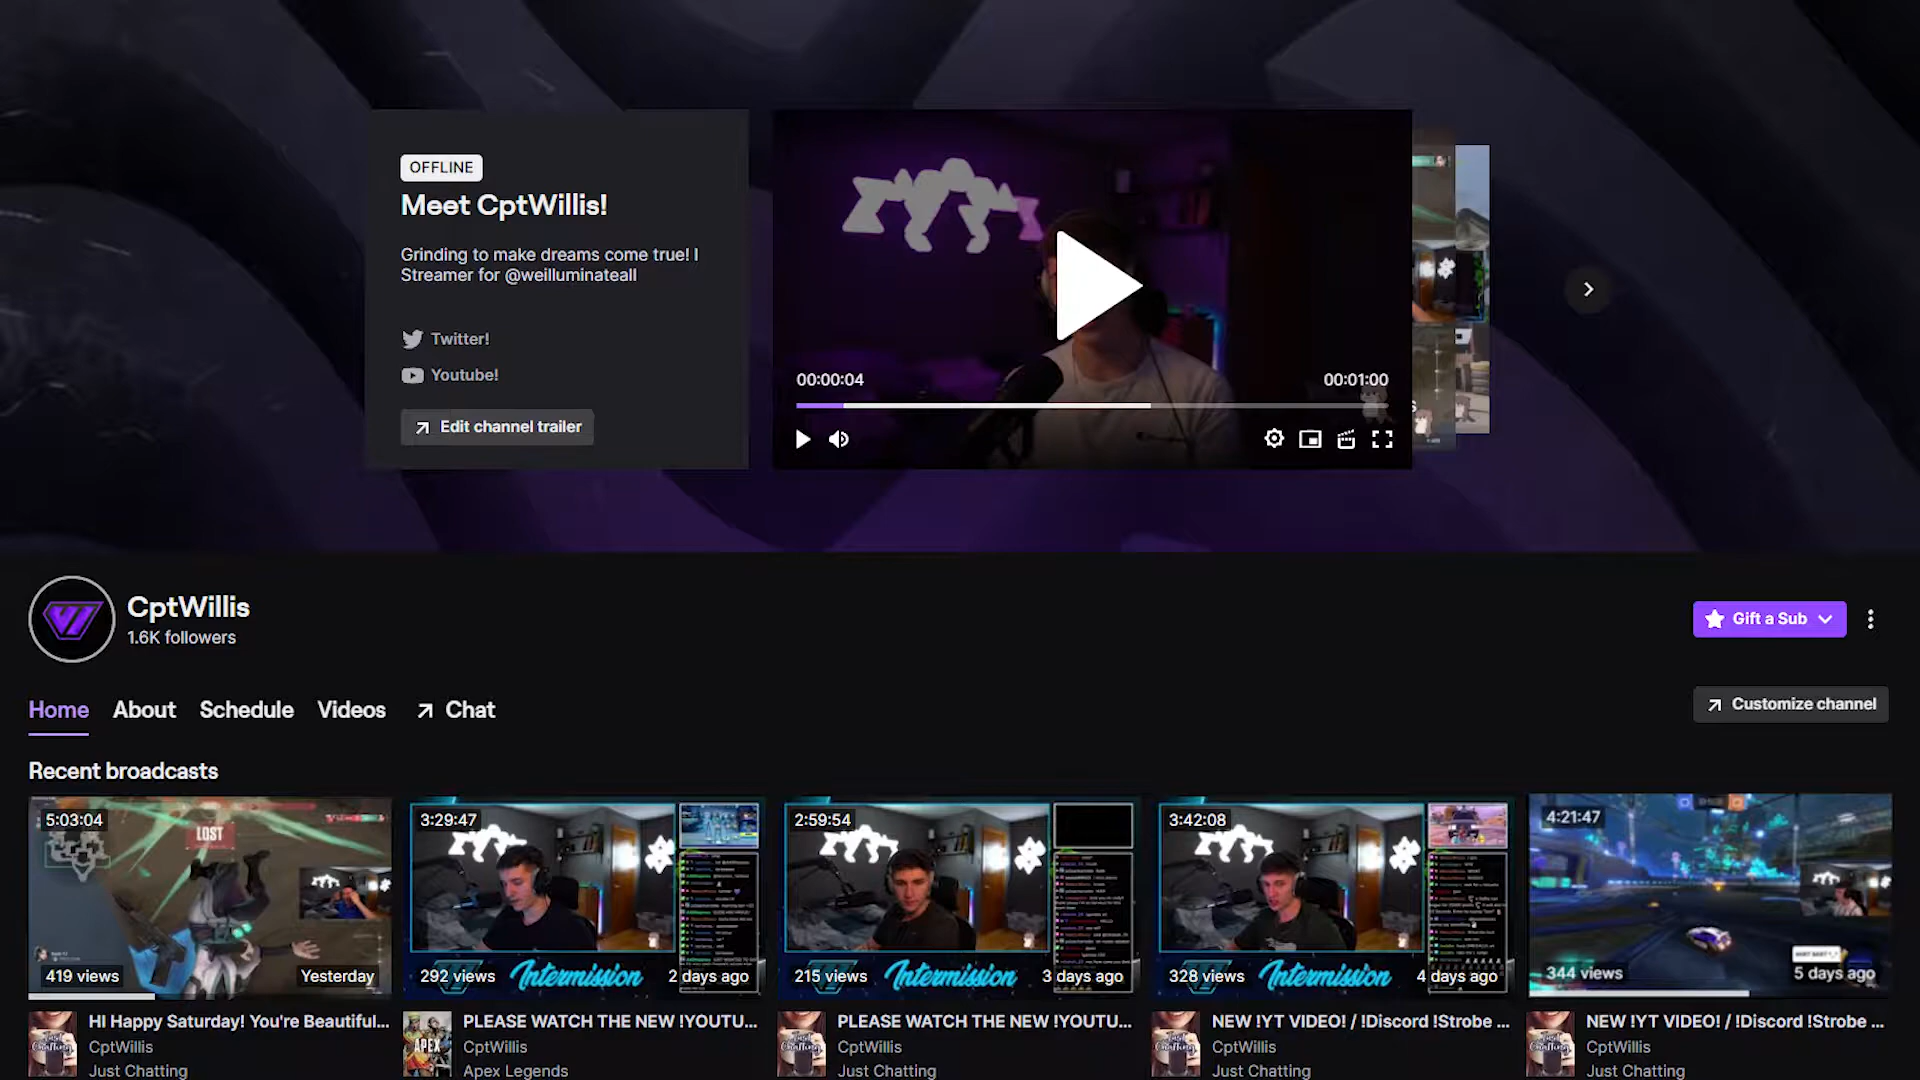 OFFLINE
Meet CptWillis!
Grinding to make dreams come true! I
Streamer for @weilluminateall
Twitter!
Youtube!
Edit channel trailer
00:00:04
00:01:00
CptWillis
1.6K followers
Gift a Sub
Home
About
Schedule
Videos
Chat
Customize channel
Recent broadcasts
5:03:04
LOST
419 views
Yesterday
3:29:47
292 views
Intermission
2 days ago
2:59:54
215 views
Intermission
3 days ago
3:42:08
328 views
Intermission
4 days ago
4:21:47
344 views
5 days ago
HI Happy Saturday! You're Beautiful...
CptWillis
Just Chatting
APEX
PLEASE WATCH THE NEW !YOUTU...
CptWillis
Apex Legends
PLEASE WATCH THE NEW !YOUTU...
CptWillis
Just Chatting
NEW !YT VIDEO! / !Discord !Strobe ...
CptWillis
Just Chatting
NEW !YT VIDEO! / !Discord !Strobe ...
CptWillis
Just Chatting